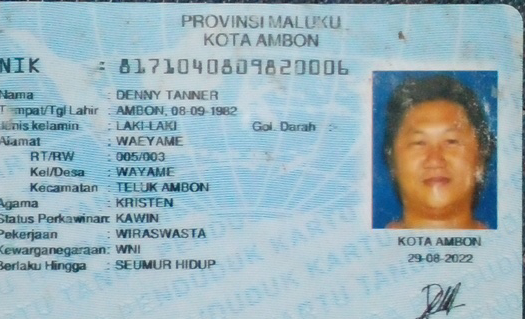 PROVINSI MALUKU
KOTA AMBON
NIK : 8171040809820006
Nama : DENNY TANNER
Tempat/Tgl Lahir : AMBON, 08-09-1982
Jenis kelamin : LAKI-LAKI Gol. Darah :-
Alamat : WAEYAME
RT/RW : 005/003
Kel/Desa : WAYAME
Kecamatan : TELUK AMBON
Agama : KRISTEN
Status Perkawinan: KAWIN
Pekerjaan : WIRASWASTA
Kewarganegaraan: WNI
Berlaku Hingga : SEUMUR HIDUP
KOTA AMBON
29-08-2022